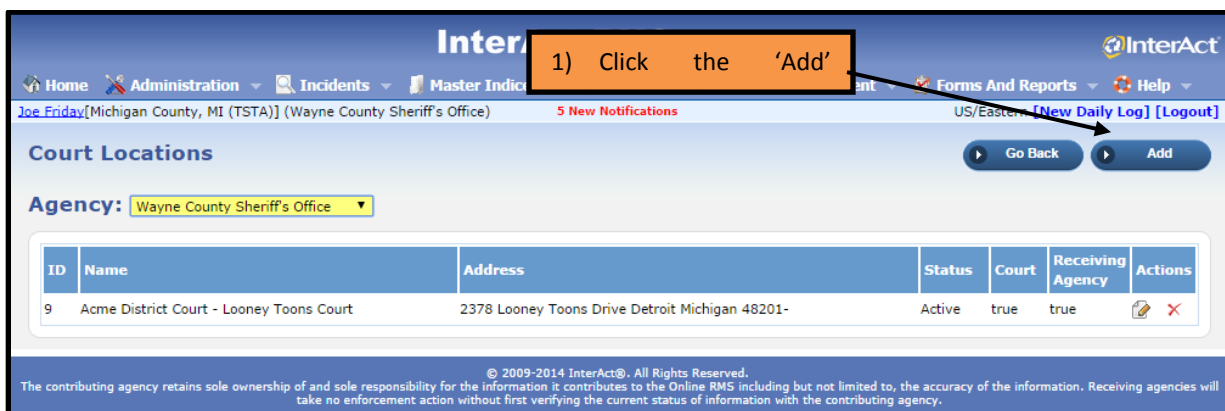 Inter
InterAct
1) Click the 'Add'
Home Administration Incidents Master Indice ent Forms And Reports Help
Joe Friday[Michigan County, MI (TSTA)] (Wayne County Sheriff's Office) 5 New Notifications US/Eastern [New Daily Log] [Logout]
Court Locations Go Back Add
Agency: Wayne County Sheriff's Office
ID Name Address Status Court Receiving Agency Actions
9 Acme District Court - Looney Toons Court 2378 Looney Toons Drive Detroit Michigan 48201- Active true true
© 2009-2014 InterAct®. All Rights Reserved.
The contributing agency retains sole ownership of and sole responsibility for the information it contributes to the Online RMS including but not limited to, the accuracy of the information. Receiving agencies will
take no enforcement action without first verifying the current status of information with the contributing agency.